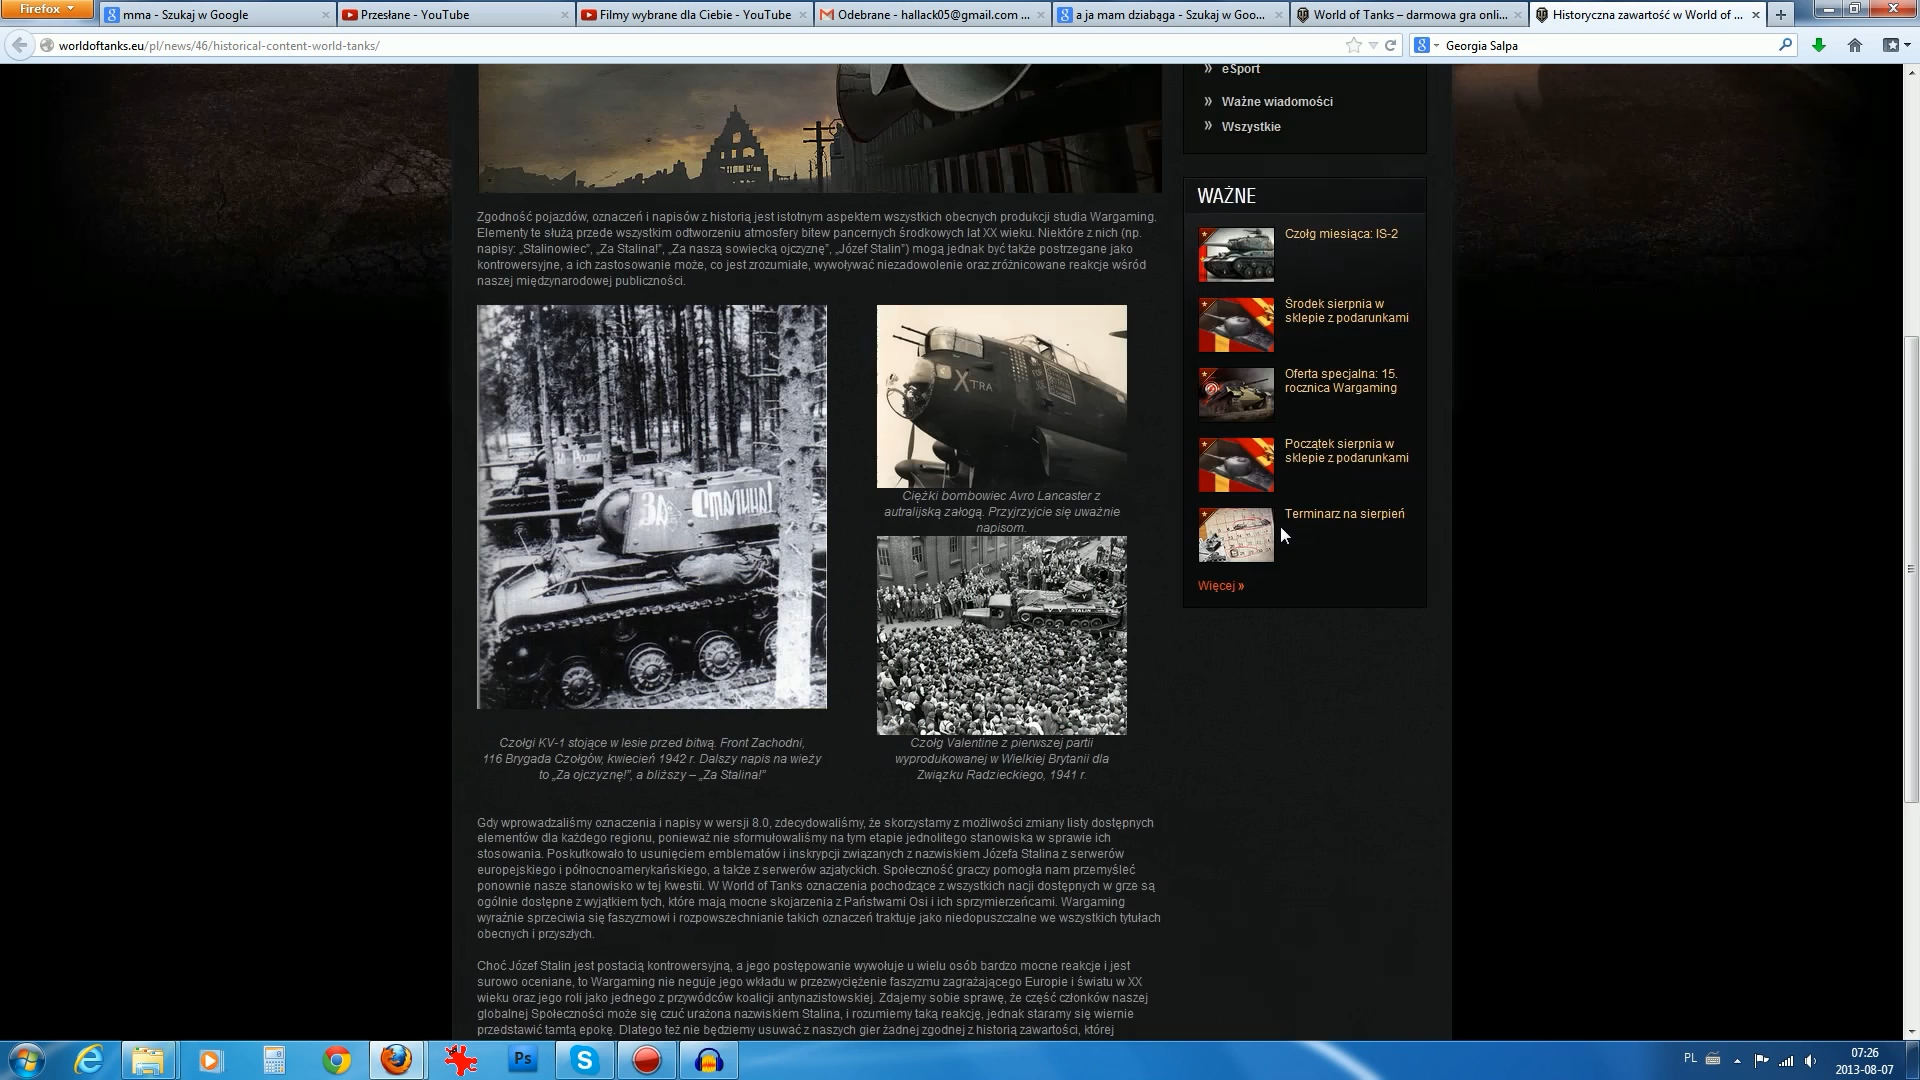 Firefox
mma - Szukaj w Google
Przesłane - YouTube
Filmy wybrane dla Ciebie - YouTube
Odebrane - hallack05@gmail.com ...
a ja mam dziabąga - Szukaj w Goo...
World of Tanks – darmowa gra onli...
Historyczna zawartość w World of ...
worldoftanks.eu/pl/news/46/historical-content-world-tanks/
Georgia Salpa
» eSport
» Ważne wiadomości
» Wszystkie
WAŻNE
Czołg miesiąca: IS-2
Środek sierpnia w
sklepie z podarunkami
Oferta specjalna: 15.
rocznica Wargaming
Początek sierpnia w
sklepie z podarunkami
Terminarz na sierpień
Więcej »
Zgodność pojazdów, oznaczeń i napisów z historią jest istotnym aspektem wszystkich obecnych produkcji studia Wargaming.
Elementy te służą przede wszystkim odtworzeniu atmosfery bitew pancernych środkowych lat XX wieku. Niektóre z nich (np.
napisy: „Stalinowiec”, „Za Stalina!”, „Za naszą sowiecką ojczyznę”, „Józef Stalin”) mogą jednak być także postrzegane jako
kontrowersyjne, a ich zastosowanie może, co jest zrozumiałe, wywoływać niezadowolenie oraz zróżnicowane reakcje wśród
naszej międzynarodowej publiczności.
ЗА СТАЛИНА!
XTRA
STALIN
Ciężki bombowiec Avro Lancaster z
autralijską załogą. Przyjrzyjcie się uważnie
napisom.
Czołgi KV-1 stojące w lesie przed bitwą. Front Zachodni,
116 Brygada Czołgów, kwiecień 1942 r. Dalszy napis na wieży
to „Za ojczyznę!”, a bliższy – „Za Stalina!”
Czołg Valentine z pierwszej partii
wyprodukowanej w Wielkiej Brytanii dla
Związku Radzieckiego, 1941 r.
Gdy wprowadzaliśmy oznaczenia i napisy w wersji 8.0, zdecydowaliśmy, że skorzystamy z możliwości zmiany listy dostępnych
elementów dla każdego regionu, ponieważ nie sformułowaliśmy na tym etapie jednolitego stanowiska w sprawie ich
stosowania. Poskutkowało to usunięciem emblematów i inskrypcji związanych z nazwiskiem Józefa Stalina z serwerów
europejskiego i północnoamerykańskiego, a także z serwerów azjatyckich. Społeczność graczy pomogła nam przemyśleć
ponownie nasze stanowisko w tej kwestii. W World of Tanks oznaczenia pochodzące z wszystkich nacji dostępnych w grze są
ogólnie dostępne z wyjątkiem tych, które mają mocne skojarzenia z Państwami Osi i ich sprzymierzeńcami. Wargaming
wyraźnie sprzeciwia się faszyzmowi i rozpowszechnianie takich oznaczeń traktuje jako niedopuszczalne we wszystkich tytułach
obecnych i przyszłych.
Choć Józef Stalin jest postacią kontrowersyjną, a jego postępowanie wywołuje u wielu osób bardzo mocne reakcje i jest
surowo oceniane, to Wargaming nie neguje jego wkładu w przezwyciężenie faszyzmu zagrażającego Europie i światu w XX
wieku oraz jego roli jako jednego z przywódców koalicji antynazistowskiej. Zdajemy sobie sprawę, że część członków naszej
globalnej Społeczności może się czuć urażona nazwiskiem Stalina, i rozumiemy taką reakcję, jednak staramy się wiernie
przedstawić tamtą epokę. Dlatego też nie będziemy usuwać z naszych gier żadnej zgodnej z historią zawartości, której
Ps
PL
07:26
2013-08-07